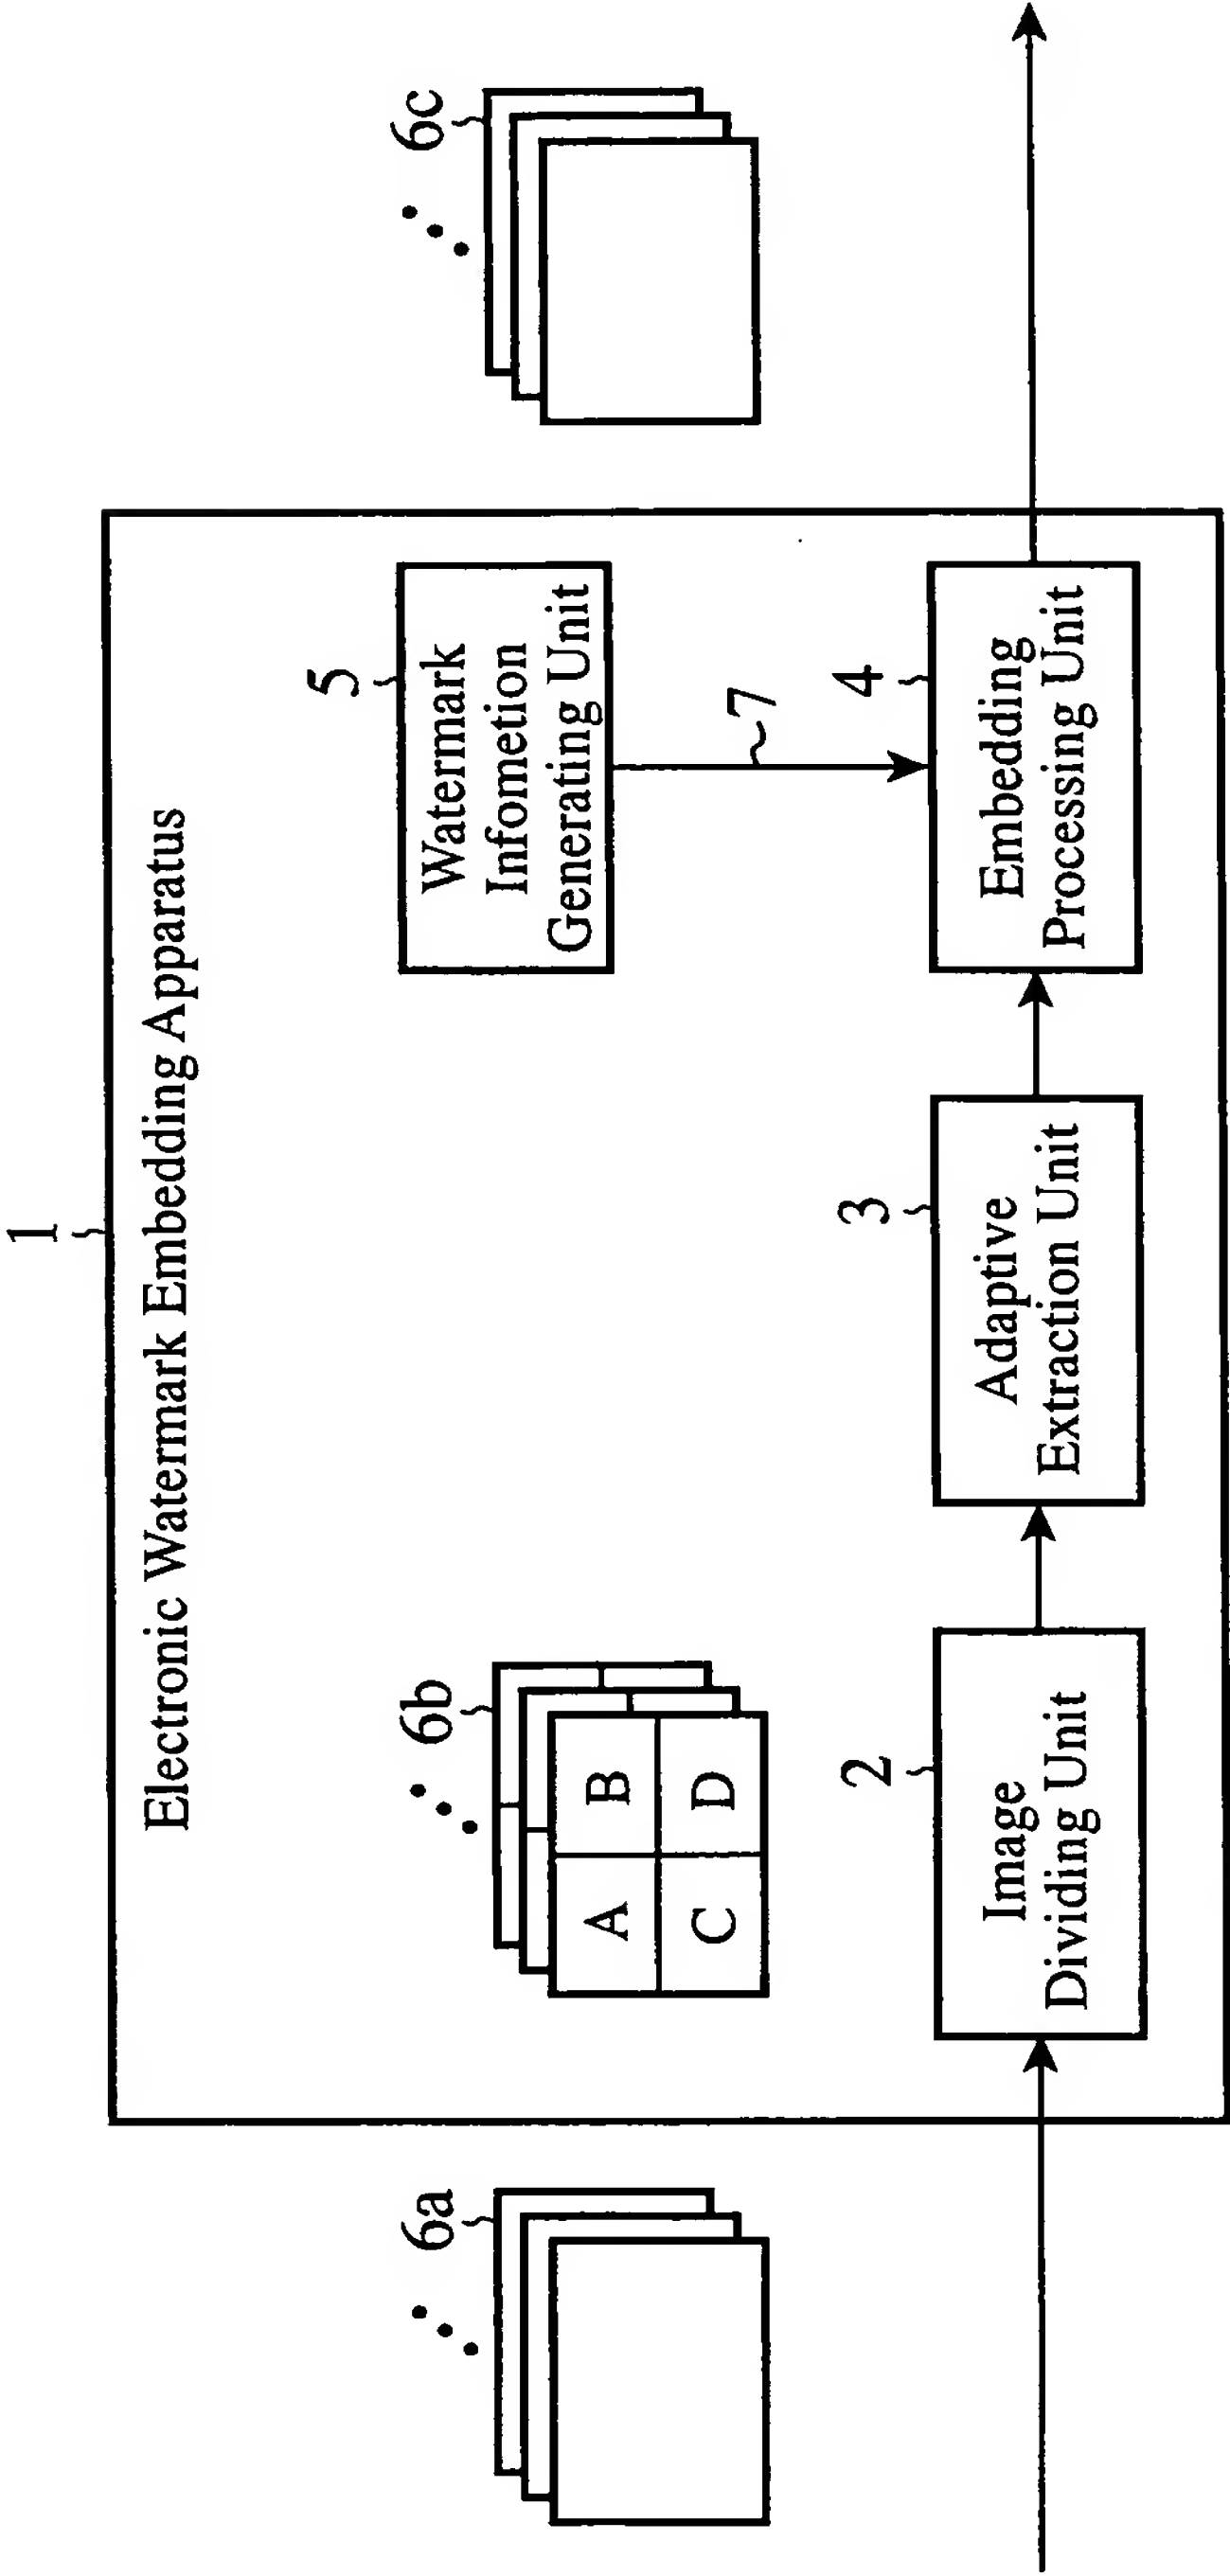 1
Electronic Watermark Embedding Apparatus
6a
6b
A
B
C
D
5
Watermark
Infometion
Generating Unit
6c
7
2
Image
Dividing Unit
3
Adaptive
Extraction Unit
4
Embedding
Processing Unit